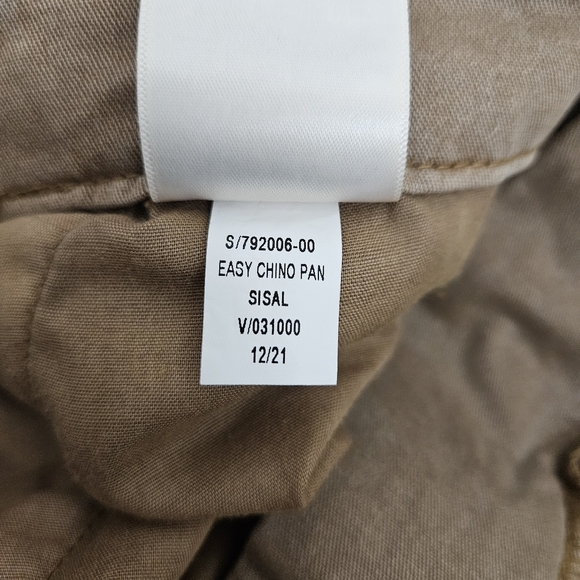 S/792006-00
EASY CHINO PAN
SISAL
V/031000
12/21